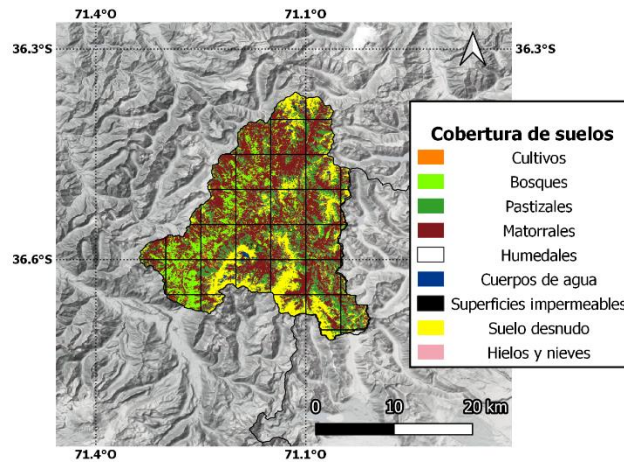 71.4°O 71.1°O
36.3°S 36.3°S
Cobertura de suelos
Cultivos
Bosques
Pastizales
Matorrales
Humedales
Cuerpos de agua
Superficies impermeables
Suelo desnudo
Hielos y nieves
36.6°S
0 10 20 km
71.4°O 71.1°O